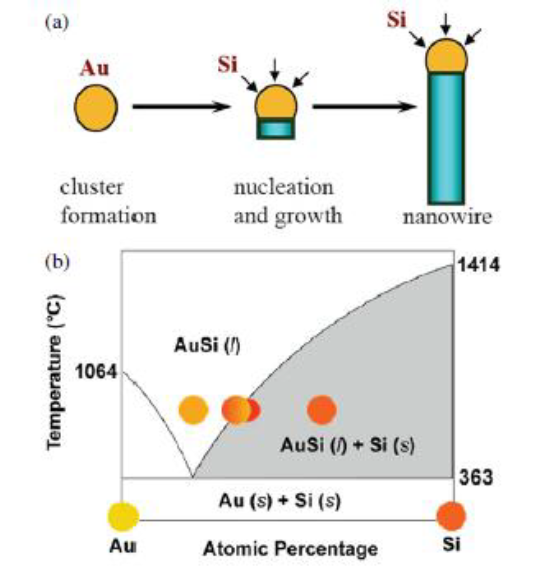 (a)
Si
Au
Si
cluster
formation
nucleation
and growth
nanowire
(b)
1414
Temperature (°C)
AuSi (l)
1064
AuSi (l) + Si (s)
363
Au (s) + Si (s)
Au
Atomic Percentage
Si